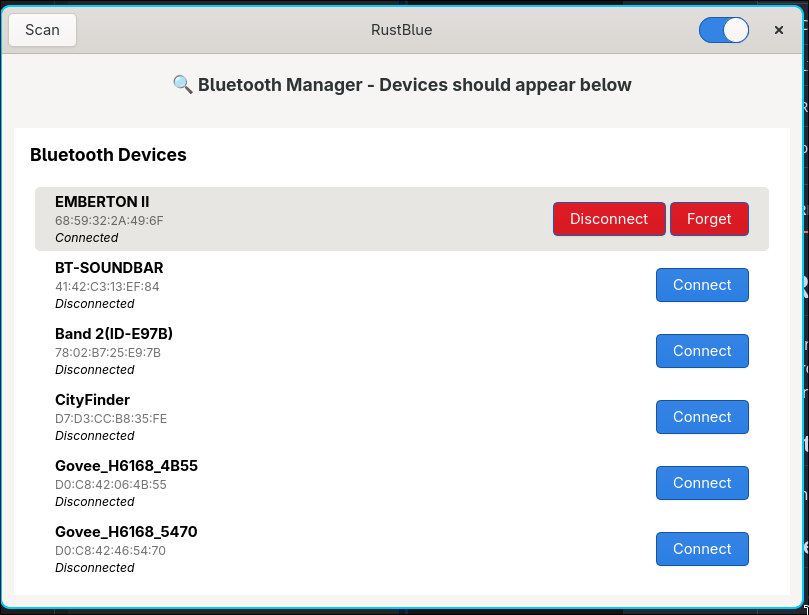 Scan
RustBlue
🔍 Bluetooth Manager - Devices should appear below
Bluetooth Devices
EMBERTON II
68:59:32:2A:49:6F
Connected
Disconnect
Forget
BT-SOUNDBAR
41:42:C3:13:EF:84
Disconnected
Connect
Band 2(ID-E97B)
78:02:B7:25:E9:7B
Disconnected
Connect
CityFinder
D7:D3:CC:B8:35:FE
Disconnected
Connect
Govee_H6168_4B55
D0:C8:42:06:4B:55
Disconnected
Connect
Govee_H6168_5470
D0:C8:42:46:54:70
Disconnected
Connect